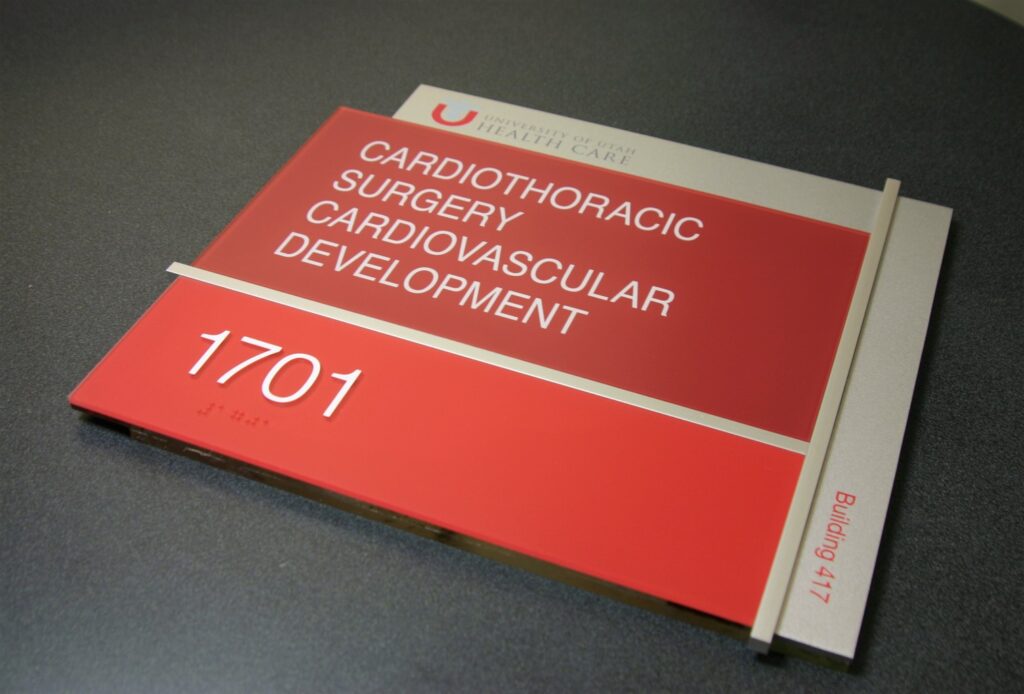 UNIVERSITY OF UTAH
HEALTH CARE
CARDIOTHORACIC
SURGERY
CARDIOVASCULAR
DEVELOPMENT
1701
Building 417